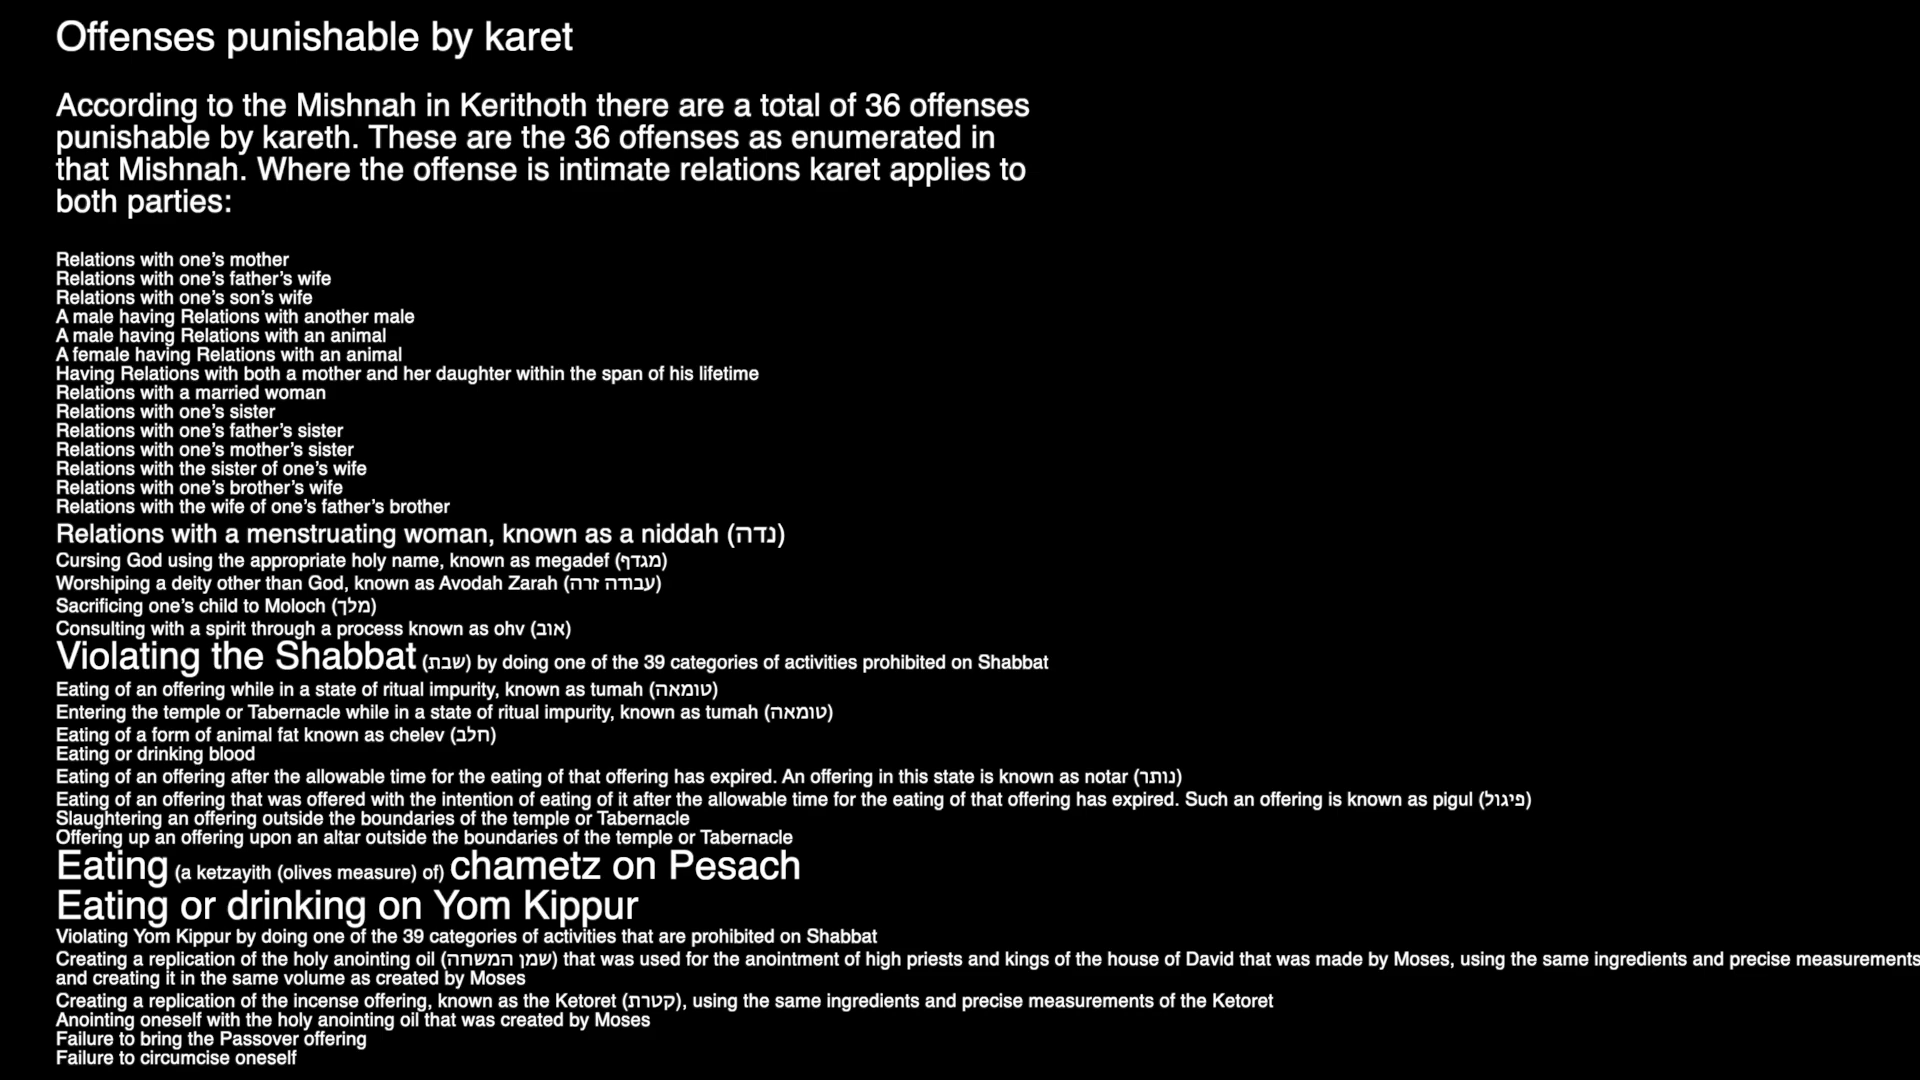 Offenses punishable by karet
According to the Mishnah in Kerithoth there are a total of 36 offenses
punishable by kareth. These are the 36 offenses as enumerated in
that Mishnah. Where the offense is intimate relations karet applies to
both parties:
Relations with one’s mother
Relations with one’s father’s wife
Relations with one’s son’s wife
A male having Relations with another male
A male having Relations with an animal
A female having Relations with an animal
Having Relations with both a mother and her daughter within the span of his lifetime
Relations with a married woman
Relations with one’s sister
Relations with one’s father’s sister
Relations with one’s mother’s sister
Relations with the sister of one’s wife
Relations with one’s brother’s wife
Relations with the wife of one’s father’s brother
Relations with a menstruating woman, known as a niddah (נדה)
Cursing God using the appropriate holy name, known as megadef (מגדף)
Worshiping a deity other than God, known as Avodah Zarah (עבודה זרה)
Sacrificing one’s child to Moloch (מלך)
Consulting with a spirit through a process known as ohv (אוב)
Violating the Shabbat (שבת) by doing one of the 39 categories of activities prohibited on Shabbat
Eating of an offering while in a state of ritual impurity, known as tumah (טומאה)
Entering the temple or Tabernacle while in a state of ritual impurity, known as tumah (טומאה)
Eating of a form of animal fat known as chelev (חלב)
Eating or drinking blood
Eating of an offering after the allowable time for the eating of that offering has expired. An offering in this state is known as notar (נותר)
Eating of an offering that was offered with the intention of eating of it after the allowable time for the eating of that offering has expired. Such an offering is known as pigul (פיגול)
Slaughtering an offering outside the boundaries of the temple or Tabernacle
Offering up an offering upon an altar outside the boundaries of the temple or Tabernacle
Eating (a ketzayith (olives measure) of) chametz on Pesach
Eating or drinking on Yom Kippur
Violating Yom Kippur by doing one of the 39 categories of activities that are prohibited on Shabbat
Creating a replication of the holy anointing oil (שמן המשחה) that was used for the anointment of high priests and kings of the house of David that was made by Moses, using the same ingredients and precise measurements
and creating it in the same volume as created by Moses
Creating a replication of the incense offering, known as the Ketoret (קטרת), using the same ingredients and precise measurements of the Ketoret
Anointing oneself with the holy anointing oil that was created by Moses
Failure to bring the Passover offering
Failure to circumcise oneself